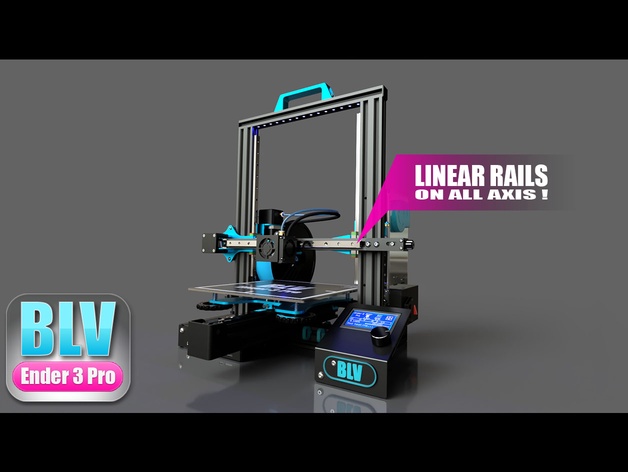 LINEAR RAILS
ON ALL AXIS !
BLV
Ender 3 Pro
BLV